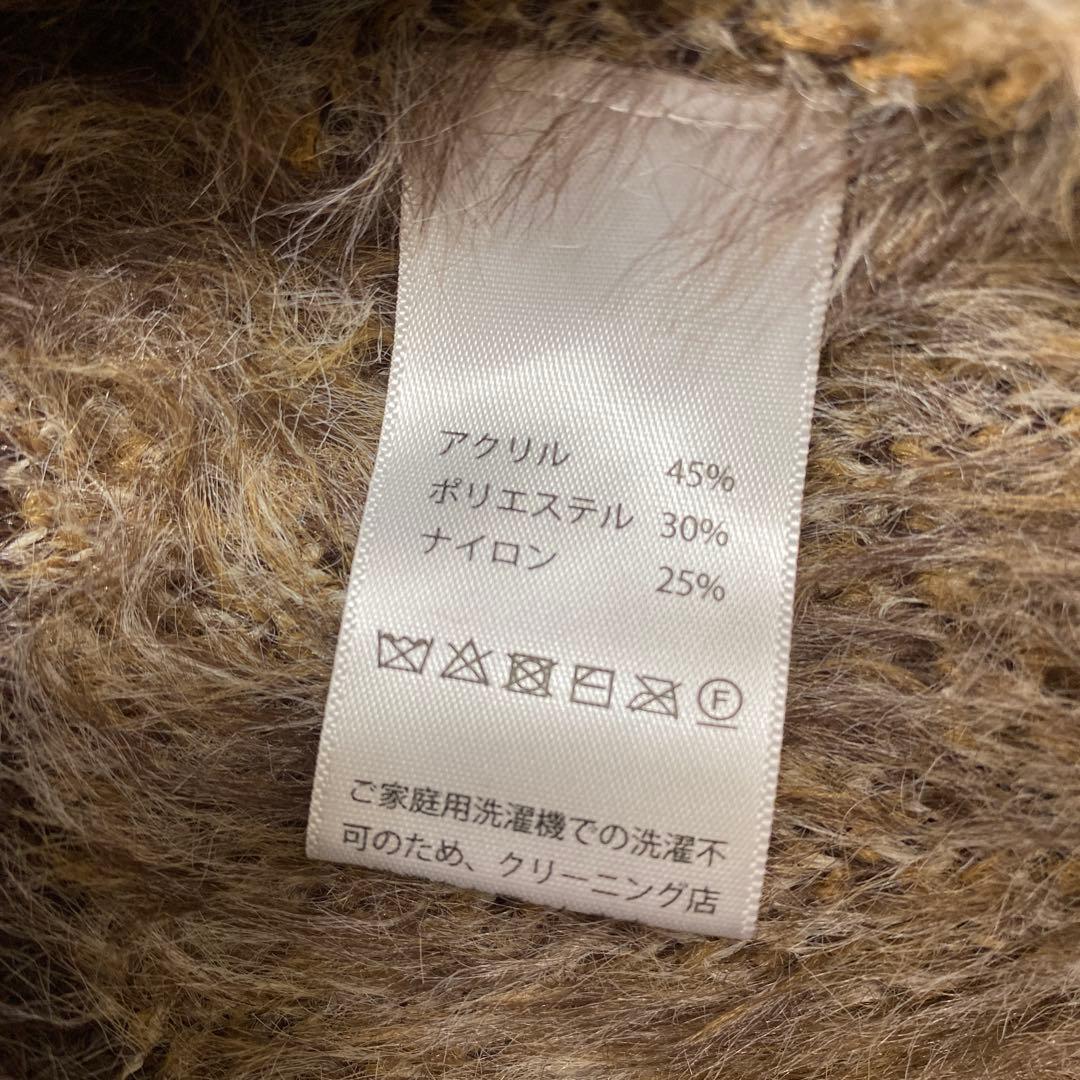 アクリル 45%
ポリエステル 30%
ナイロン 25%
F
ご家庭用洗濯機での洗濯不
可のため、クリーニング店